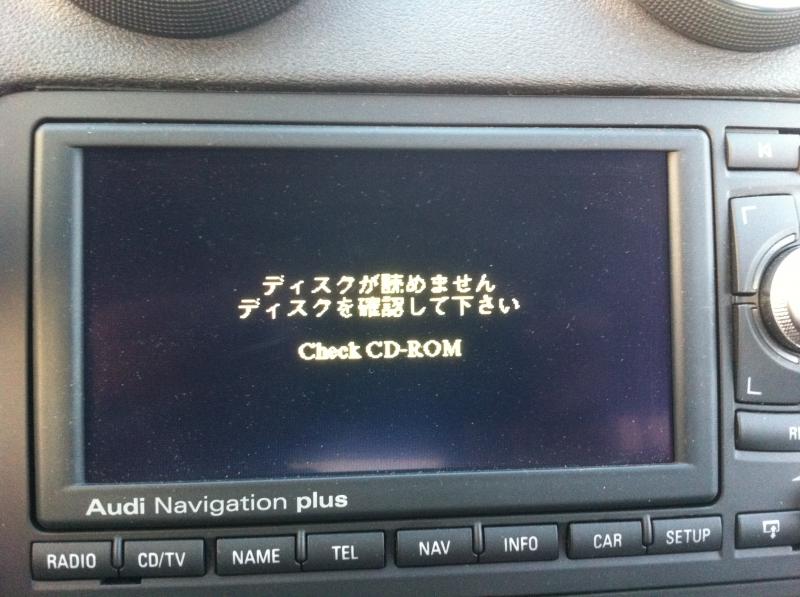 ディスクが読めません
ディスクを確認して下さい
Check CD-ROM
Audi Navigation plus
RADIO
CD/TV
NAME
TEL
NAV
INFO
CAR
SETUP